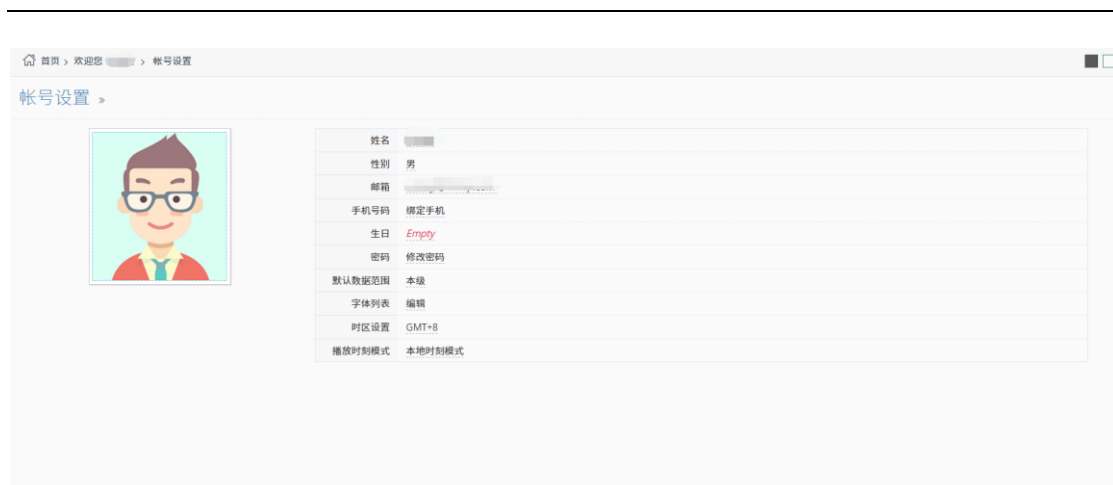 首页 › 欢迎您 › 帐号设置
帐号设置 »
姓名
性别 男
邮箱
手机号码 绑定手机
生日 Empty
密码 修改密码
默认数据范围 本级
字体列表 编辑
时区设置 GMT+8
播放时刻模式 本地时刻模式